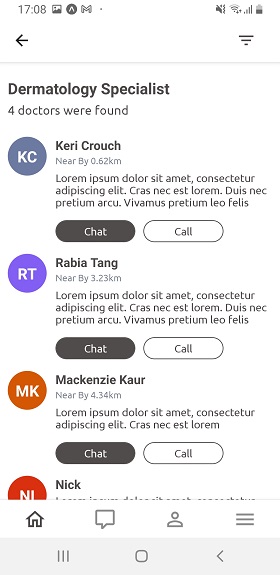 17:08
Dermatology Specialist
4 doctors were found
KC
Keri Crouch
Near By 0.62km
Lorem ipsum dolor sit amet, consectetur
adipiscing elit. Cras nec est lorem. Duis nec
pretium arcu. Vivamus pretium leo felis
Chat
Call
RT
Rabia Tang
Near By 3.23km
Lorem ipsum dolor sit amet, consectetur
adipiscing elit. Cras nec est lorem. Duis nec
pretium arcu. Vivamus pretium leo felis
Chat
Call
MK
Mackenzie Kaur
Near By 4.34km
Lorem ipsum dolor sit amet, consectetur
adipiscing elit. Cras nec est lorem
Chat
Call
NI
Nick